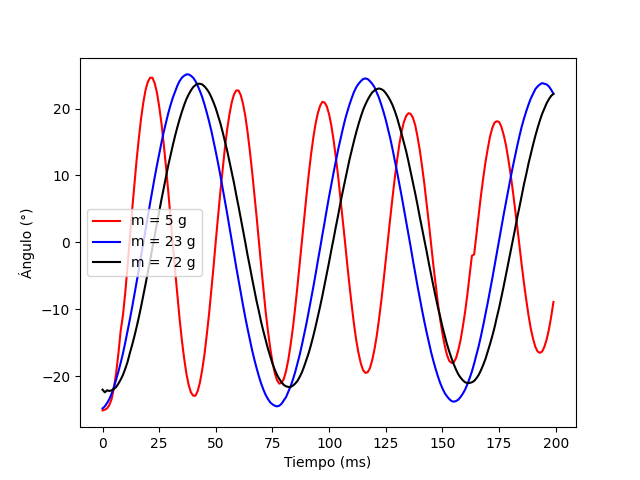 20
10
0
−10
−20
Ángulo (°)
m = 5 g
m = 23 g
m = 72 g
0 25 50 75 100 125 150 175 200
Tiempo (ms)